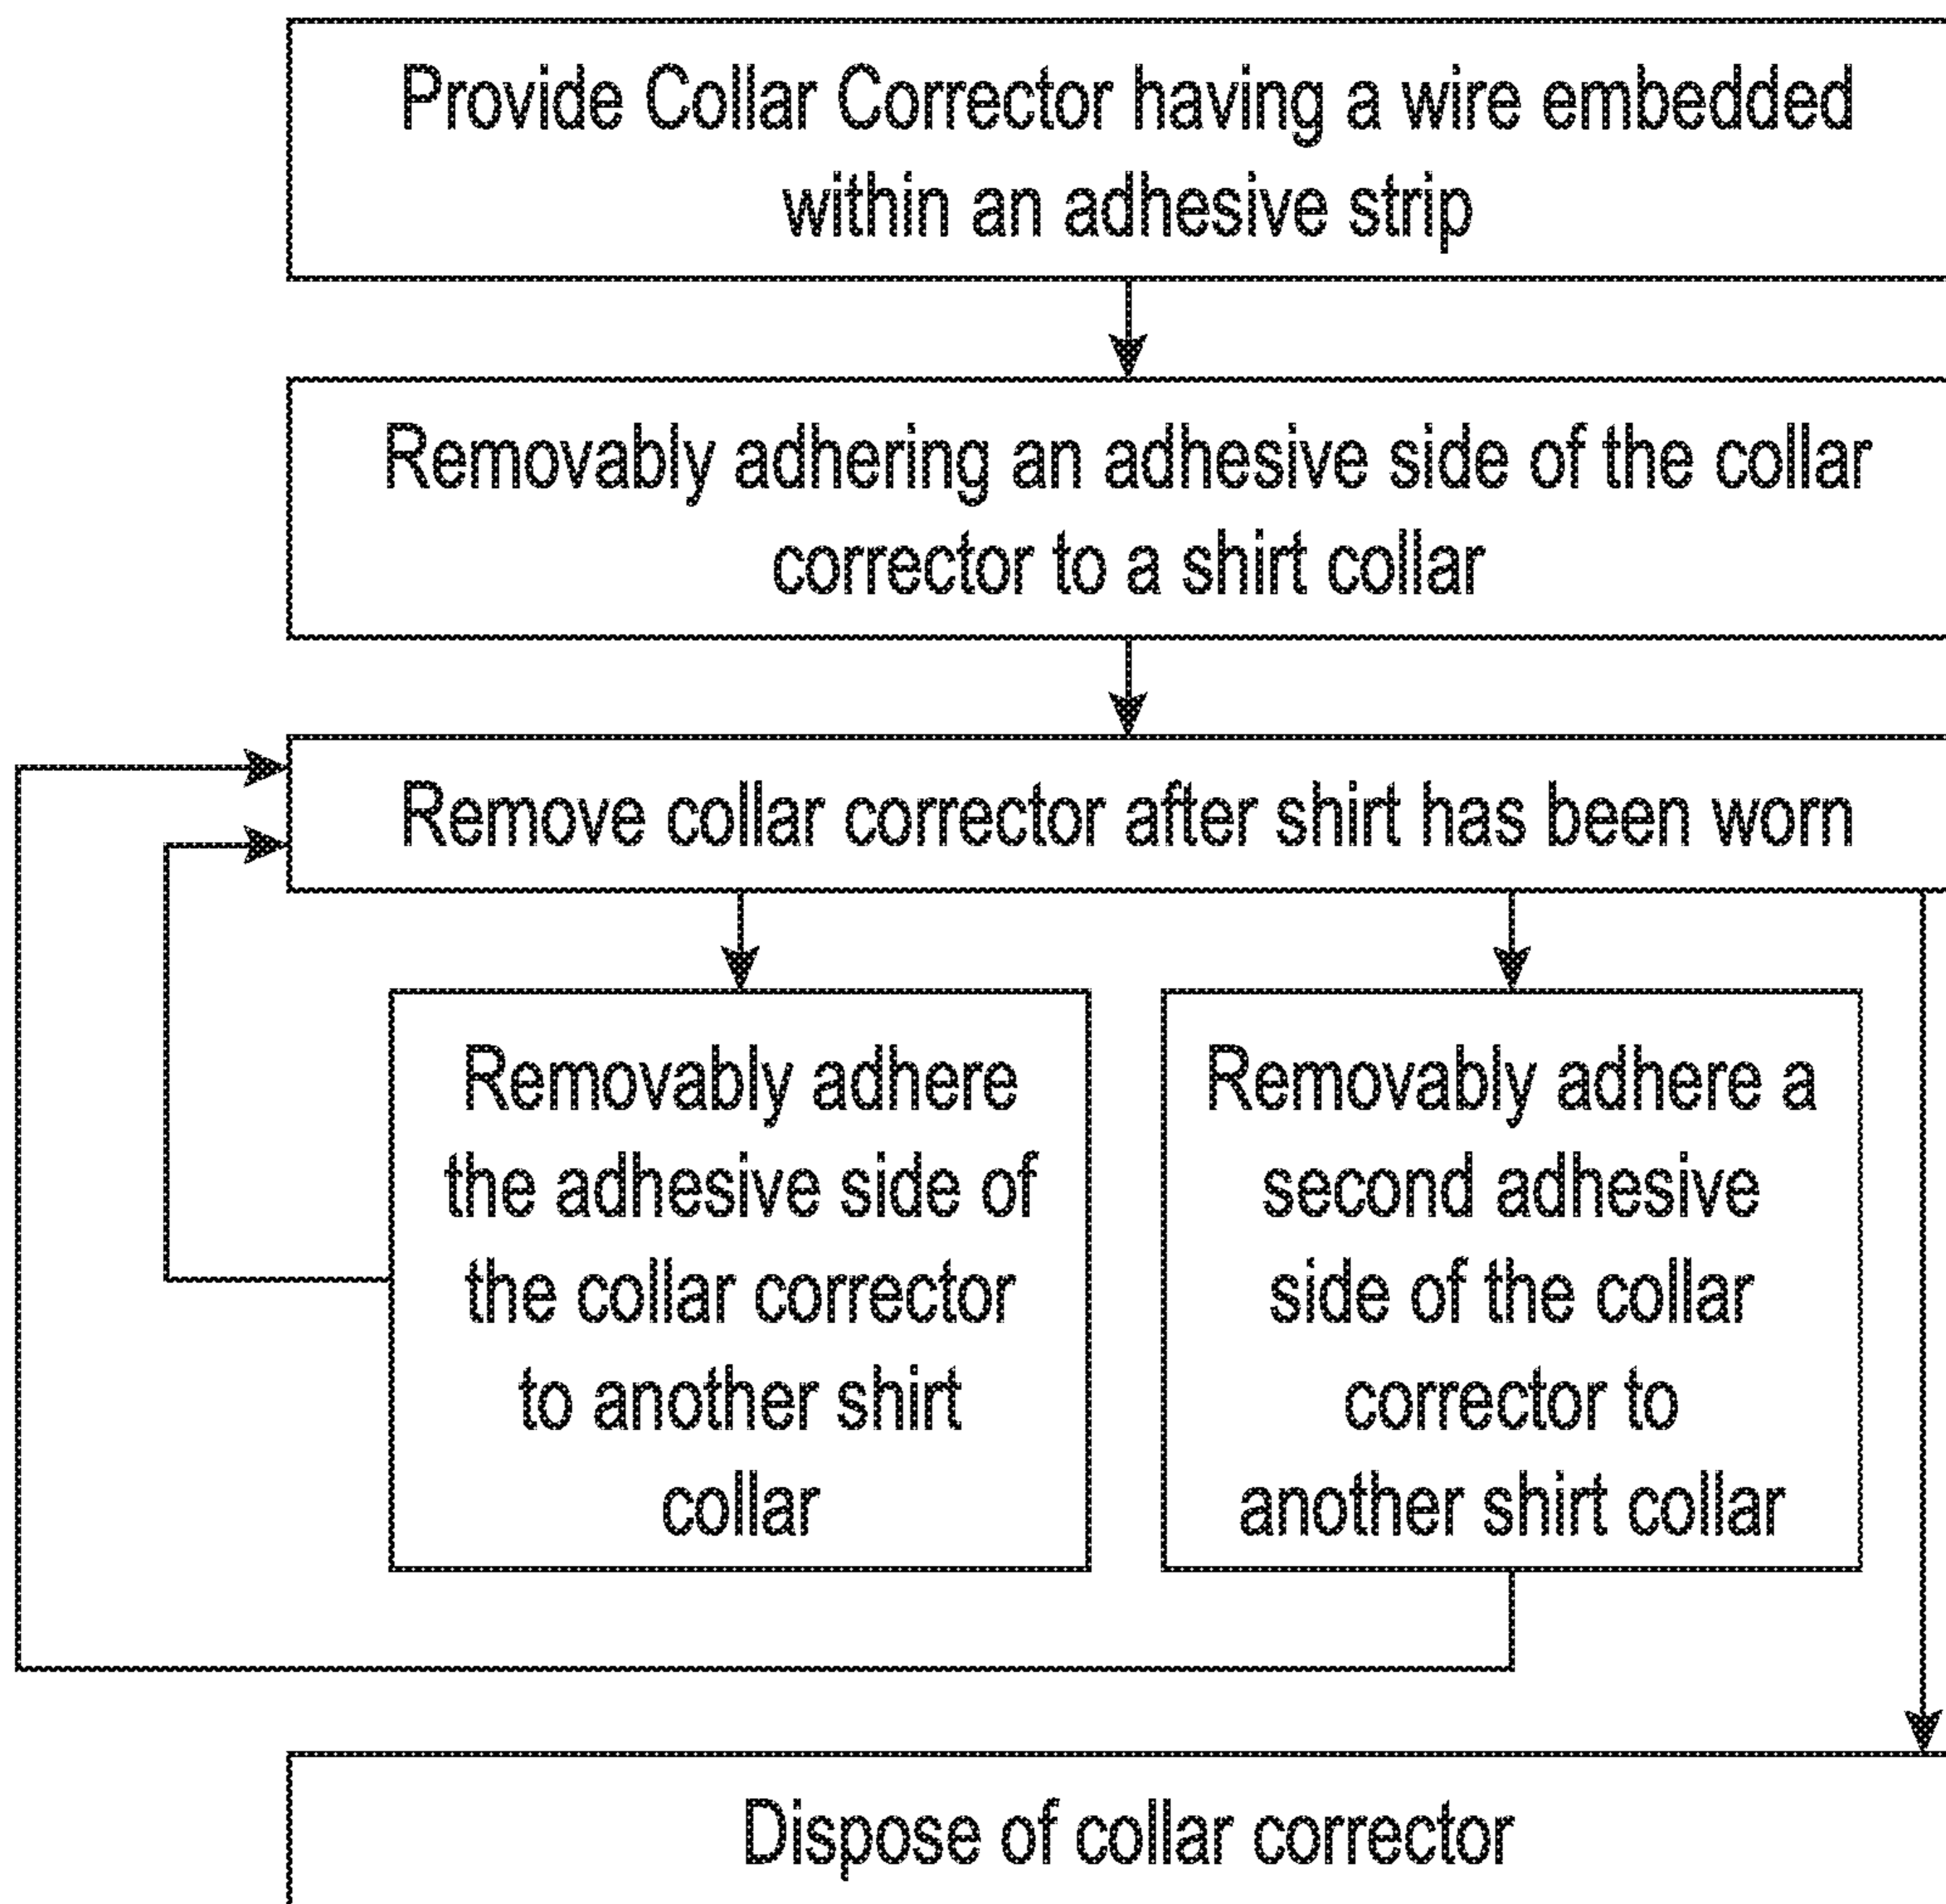 Provide Collar Corrector having a wire embedded
within an adhesive strip
Removably adhering an adhesive side of the collar
corrector to a shirt collar
Remove collar corrector after shirt has been worn
Removably adhere
the adhesive side of
the collar corrector
to another shirt
collar
Removably adhere a
second adhesive
side of the collar
corrector to
another shirt collar
Dispose of collar corrector